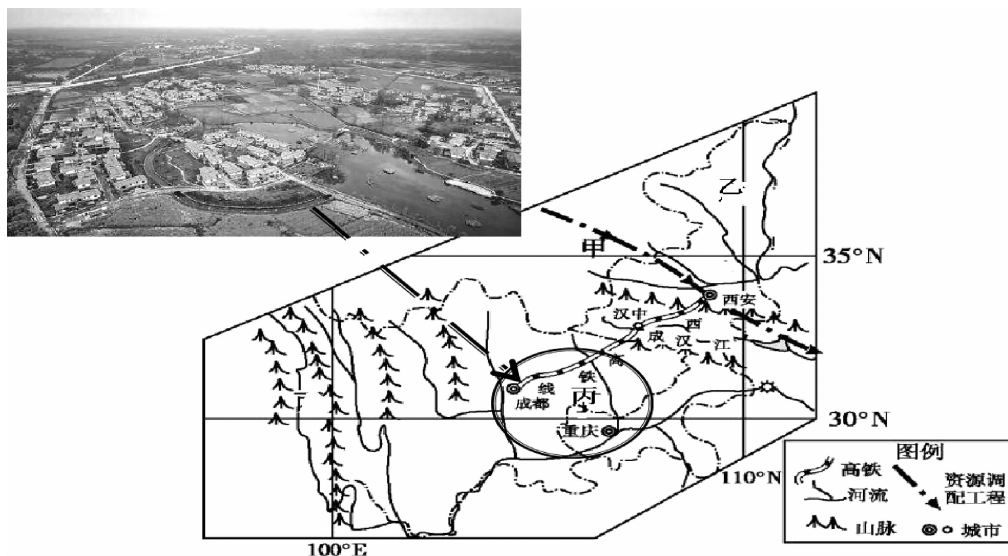 乙
甲
35°N
西安
汉中
西
成
汉
江
高
铁
线
成都
丙
重庆
30°N
110°N
100°E
图例
高铁
河流
山脉
资源调
配工程
城市